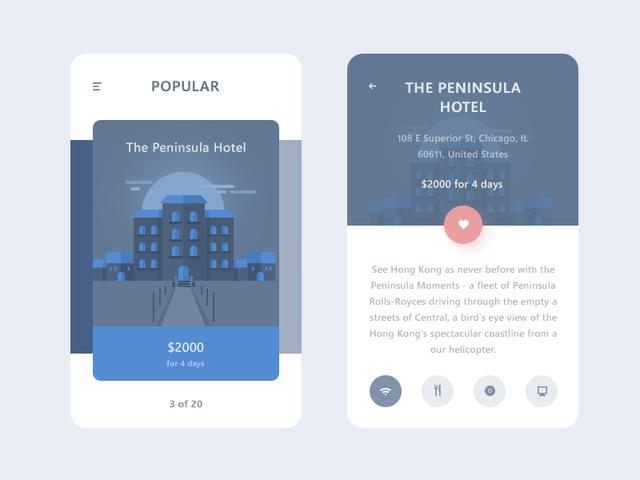 POPULAR
The Peninsula Hotel
$2000
for 4 days
3 of 20
THE PENINSULA
HOTEL
108 E Superior St, Chicago, IL
60611, United States
$2000 for 4 days
See Hong Kong as never before with the
Peninsula Moments - a fleet of Peninsula
Rolls-Royces driving through the empty a
streets of Central, a bird's eye view of the
Hong Kong's spectacular coastline from a
our helicopter.